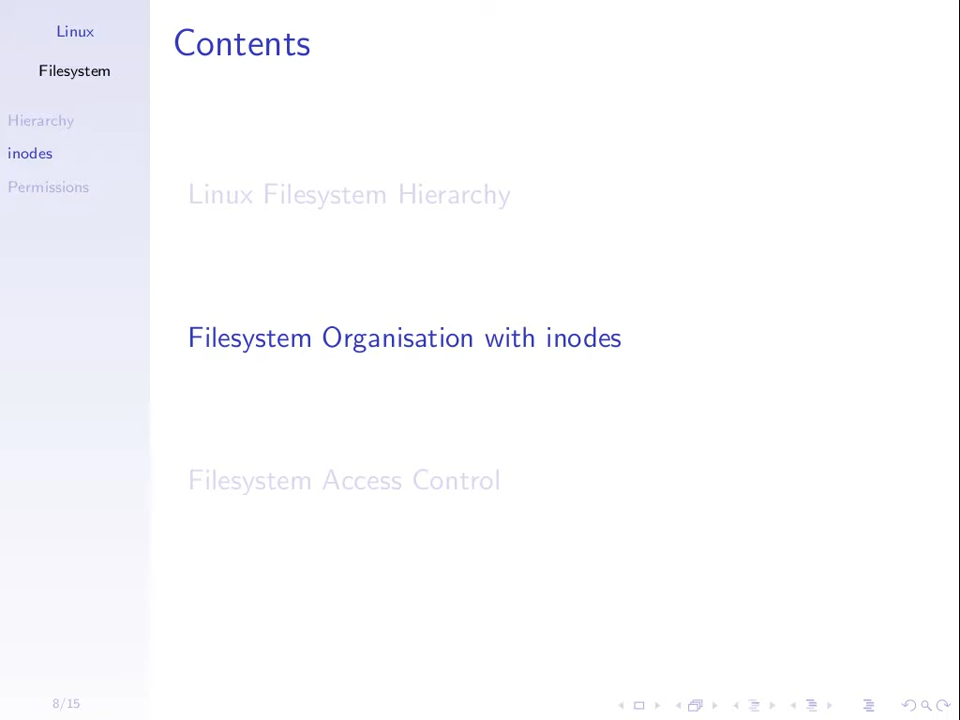 Linux
Filesystem
Hierarchy
inodes
Permissions
Contents
Linux Filesystem Hierarchy
Filesystem Organisation with inodes
Filesystem Access Control
8/15